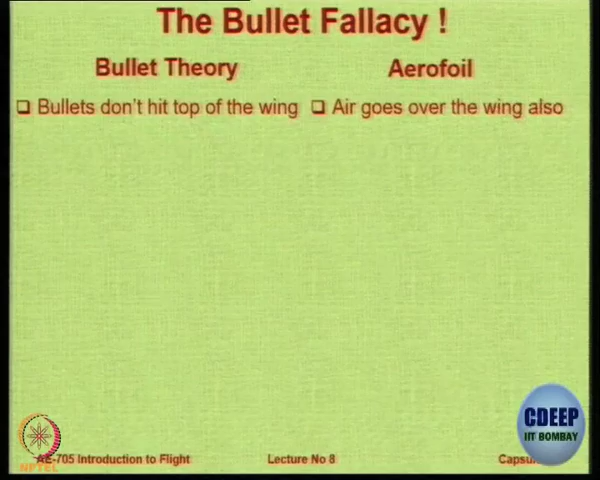 The Bullet Fallacy !
Bullet Theory
Aerofoil
Bullets don't hit top of the wing
Air goes over the wing also
CDEEP
IIT BOMBAY
NPTEL
AE-705 Introduction to Flight
Lecture No 8